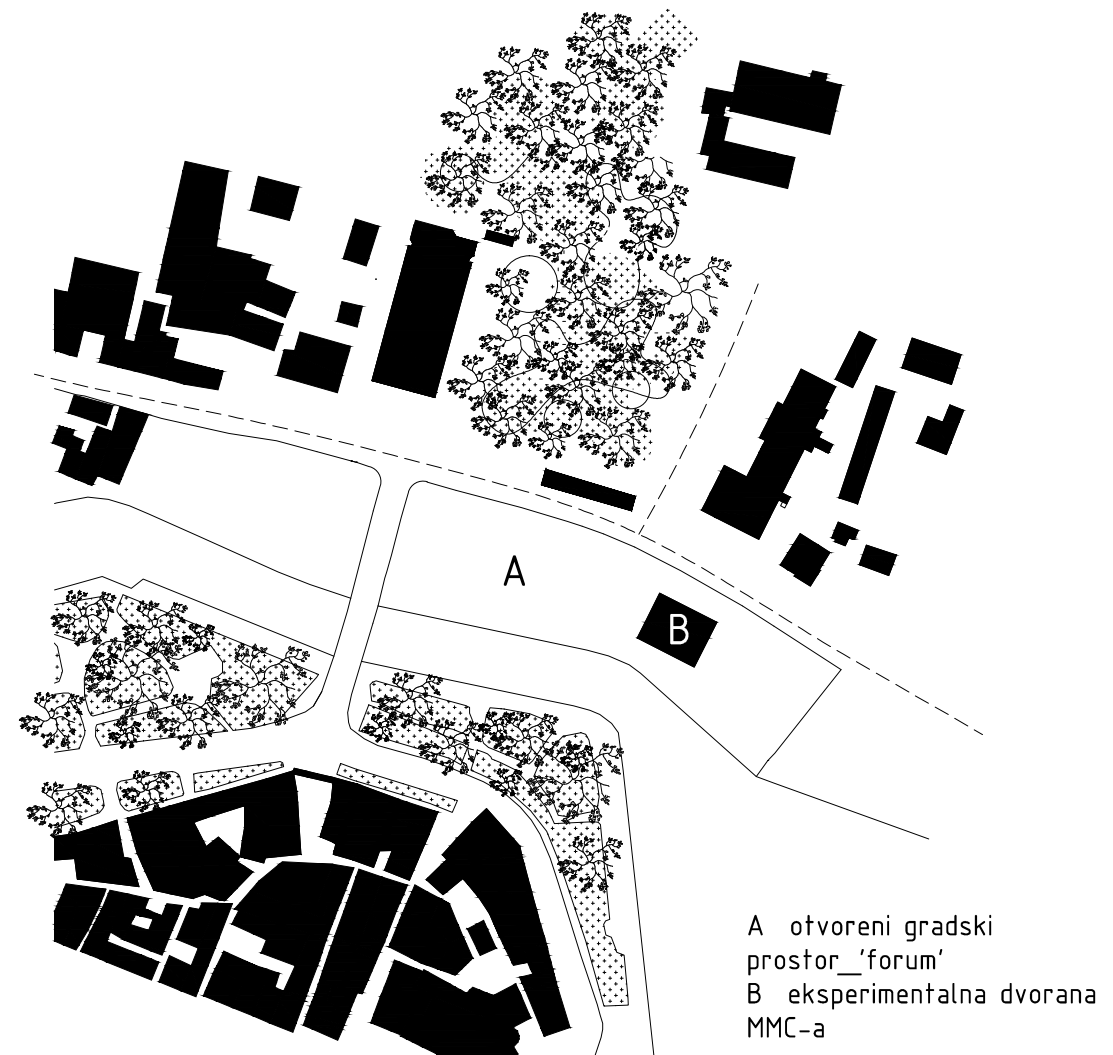 A
B
A otvoreni gradski
prostor_'forum'
B eksperimentalna dvorana
MMC-a